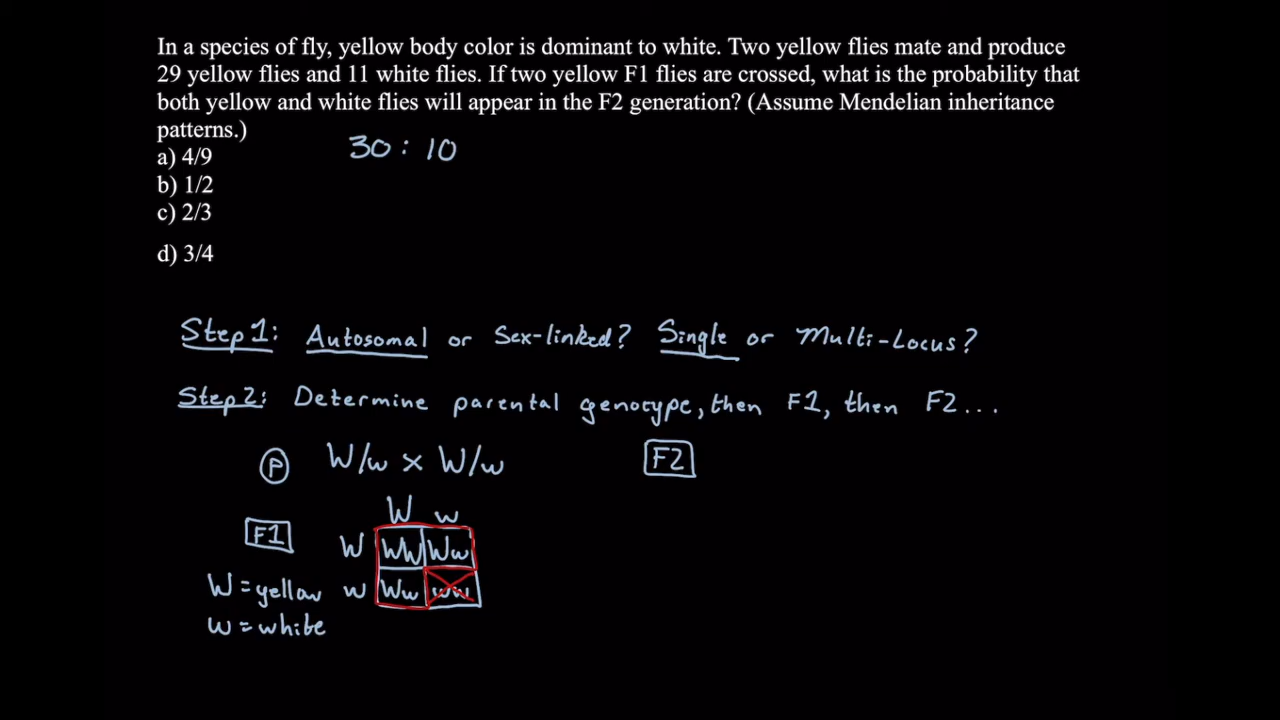 In a species of fly, yellow body color is dominant to white. Two yellow flies mate and produce
29 yellow flies and 11 white flies. If two yellow F1 flies are crossed, what is the probability that
both yellow and white flies will appear in the F2 generation? (Assume Mendelian inheritance
patterns.)
30 : 10
a) 4/9
b) 1/2
c) 2/3
d) 3/4
Step 1: Autosomal or Sex-linked? Single or Multi-Locus?
Step 2: Determine parental genotype, then F1, then F2...
P W/w × W/w F2
W w
F1 W WW Ww
W = yellow w Ww ww
w = white